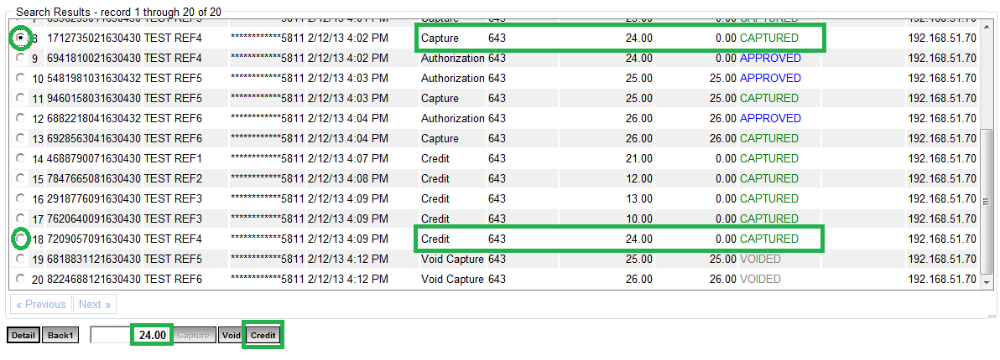 Search Results - record 1 through 20 of 20
8 1712735021630430 TEST REF4 ************5811 2/12/13 4:02 PM Capture 643 24.00 0.00 CAPTURED 192.168.51.70
9 6941810021630430 TEST REF4 ************5811 2/12/13 4:02 PM Authorization 643 24.00 0.00 APPROVED 192.168.51.70
10 5481981031630432 TEST REF5 ************5811 2/12/13 4:03 PM Authorization 643 25.00 25.00 APPROVED 192.168.51.70
11 9460158031630430 TEST REF5 ************5811 2/12/13 4:03 PM Capture 643 25.00 25.00 CAPTURED 192.168.51.70
12 6882218041630432 TEST REF6 ************5811 2/12/13 4:04 PM Authorization 643 26.00 26.00 APPROVED 192.168.51.70
13 6928563041630430 TEST REF6 ************5811 2/12/13 4:04 PM Capture 643 26.00 26.00 CAPTURED 192.168.51.70
14 4688790071630430 TEST REF1 ************5811 2/12/13 4:07 PM Credit 643 21.00 0.00 CAPTURED 192.168.51.70
15 7847665081630430 TEST REF2 ************5811 2/12/13 4:08 PM Credit 643 12.00 0.00 CAPTURED 192.168.51.70
16 2918776091630430 TEST REF3 ************5811 2/12/13 4:09 PM Credit 643 13.00 0.00 CAPTURED 192.168.51.70
17 7620640091630430 TEST REF3 ************5811 2/12/13 4:09 PM Credit 643 10.00 0.00 CAPTURED 192.168.51.70
18 7209057091630430 TEST REF4 ************5811 2/12/13 4:09 PM Credit 643 24.00 0.00 CAPTURED 192.168.51.70
19 6818831121630430 TEST REF5 ************5811 2/12/13 4:12 PM Void Capture 643 25.00 25.00 VOIDED 192.168.51.70
20 8224688121630430 TEST REF6 ************5811 2/12/13 4:12 PM Void Capture 643 26.00 26.00 VOIDED 192.168.51.70
« Previous Next »
Detail Back1 24.00 Capture Void Credit